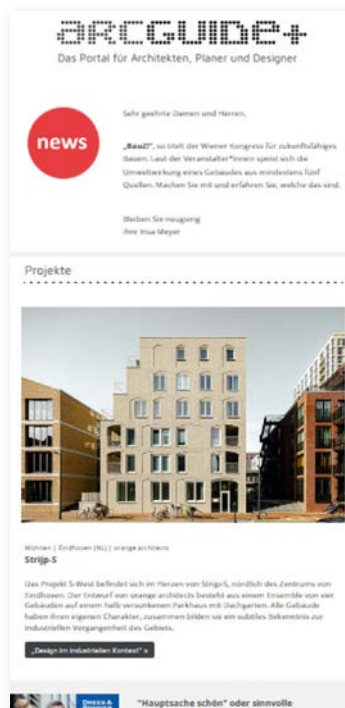 arcguide+
Das Portal für Architekten, Planer und Designer
news
Sehr geehrte Damen und Herren,
„BauZ!", so titelt der Wiener Kongress für zukunftsfähiges
Bauen. Laut der Veranstalter*innen speist sich die
Umweltwirkung eines Gebäudes aus mindestens fünf
Quellen. Machen Sie mit und erfahren Sie, welche das sind.
Bleiben Sie neugierig
Ihre Insa Meyer
Projekte
Wohnen | Eindhoven (NL) | orange architects
Strijp-S
Das Projekt S-West befindet sich im Herzen von Strijp-S, nördlich des Zentrums von
Eindhoven. Der Entwurf von orange architects besteht aus einem Ensemble von vier
Gebäuden auf einem halb versunkenen Parkhaus mit Dachgarten. Alle Gebäude
haben ihren eigenen Charakter, zusammen bilden sie ein subtiles Bekenntnis zur
industriellen Vergangenheit des Gebiets.
„Design im industriellen Kontext" »
"Hauptsache schön" oder sinnvolle